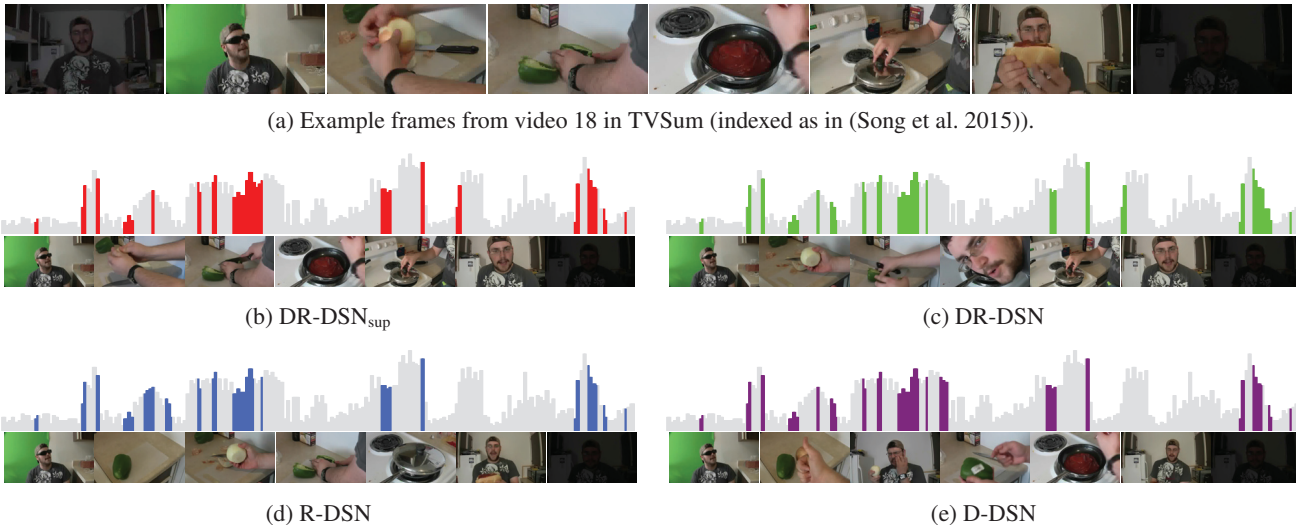 (a) Example frames from video 18 in TVSum (indexed as in (Song et al. 2015)).
(b) DR-DSNsup
(c) DR-DSN
(d) R-DSN
(e) D-DSN